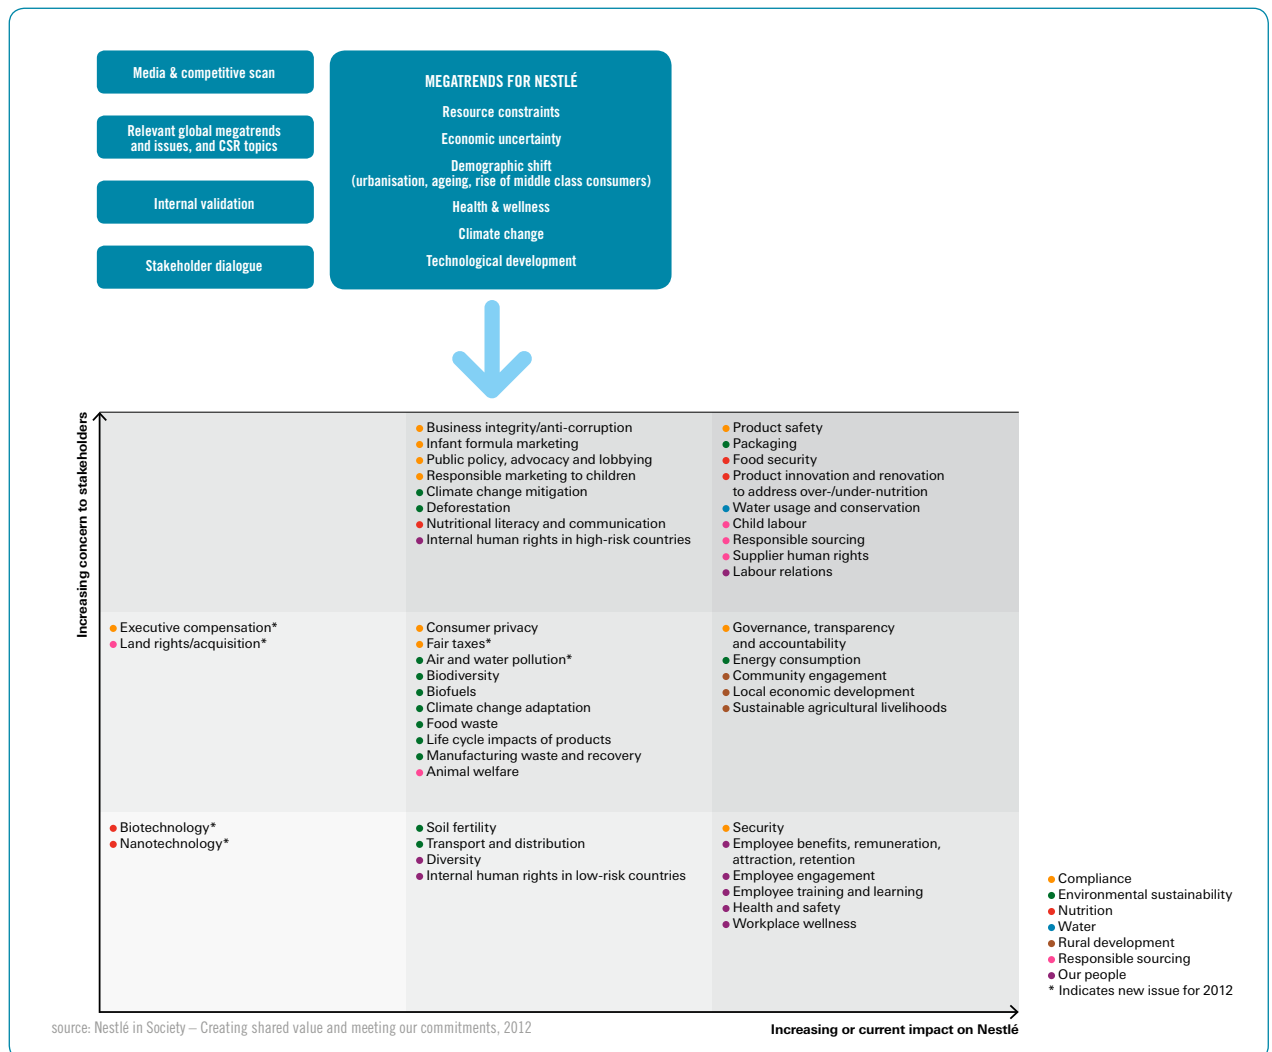 Media & competitive scan
Relevant global megatrends
and issues, and CSR topics
Internal validation
Stakeholder dialogue
MEGATRENDS FOR NESTLÉ
Resource constraints
Economic uncertainty
Demographic shift
(urbanisation, ageing, rise of middle class consumers)
Health & wellness
Climate change
Technological development
Increasing concern to stakeholders
Business integrity/anti-corruption
Infant formula marketing
Public policy, advocacy and lobbying
Responsible marketing to children
Climate change mitigation
Deforestation
Nutritional literacy and communication
Internal human rights in high-risk countries
Product safety
Packaging
Food security
Product innovation and renovation
to address over-/under-nutrition
Water usage and conservation
Child labour
Responsible sourcing
Supplier human rights
Labour relations
Executive compensation*
Land rights/acquisition*
Consumer privacy
Fair taxes*
Air and water pollution*
Biodiversity
Biofuels
Climate change adaptation
Food waste
Life cycle impacts of products
Manufacturing waste and recovery
Animal welfare
Governance, transparency
and accountability
Energy consumption
Community engagement
Local economic development
Sustainable agricultural livelihoods
Biotechnology*
Nanotechnology*
Soil fertility
Transport and distribution
Diversity
Internal human rights in low-risk countries
Security
Employee benefits, remuneration,
attraction, retention
Employee engagement
Employee training and learning
Health and safety
Workplace wellness
Compliance
Environmental sustainability
Nutrition
Water
Rural development
Responsible sourcing
Our people
* Indicates new issue for 2012
source: Nestlé in Society – Creating shared value and meeting our commitments, 2012
Increasing or current impact on Nestlé